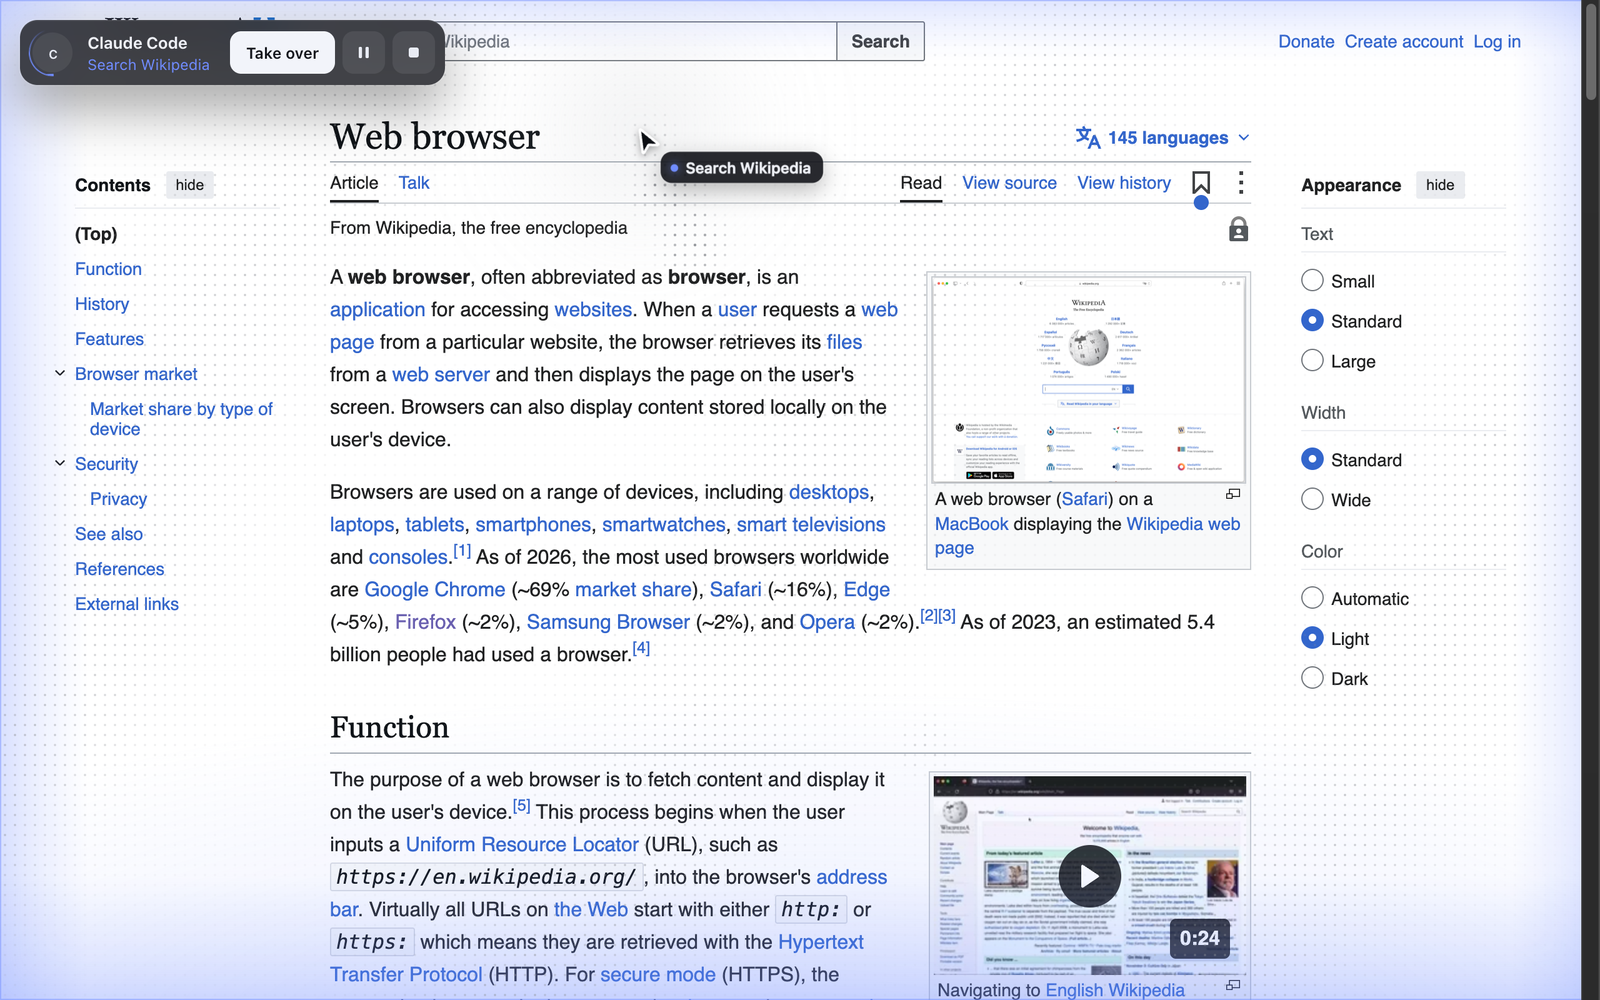 Claude Code
Search Wikipedia
Take over
Wikipedia
Search
Donate Create account Log in
Web browser
145 languages
Search Wikipedia
Article Talk
Read View source View history
From Wikipedia, the free encyclopedia
Contents hide
(Top)
Function
History
Features
Browser market
Market share by type of
device
Security
Privacy
See also
References
External links
A web browser, often abbreviated as browser, is an
application for accessing websites. When a user requests a web
page from a particular website, the browser retrieves its files
from a web server and then displays the page on the user's
screen. Browsers can also display content stored locally on the
user's device.
Browsers are used on a range of devices, including desktops,
laptops, tablets, smartphones, smartwatches, smart televisions
and consoles.[1] As of 2026, the most used browsers worldwide
are Google Chrome (~69% market share), Safari (~16%), Edge
(~5%), Firefox (~2%), Samsung Browser (~2%), and Opera (~2%).[2][3] As of 2023, an estimated 5.4
billion people had used a browser.[4]
WIKIPEDIA
A web browser (Safari) on a
MacBook displaying the Wikipedia web
page
Function
The purpose of a web browser is to fetch content and display it
on the user's device.[5] This process begins when the user
inputs a Uniform Resource Locator (URL), such as
https://en.wikipedia.org/, into the browser's address
bar. Virtually all URLs on the Web start with either http: or
https: which means they are retrieved with the Hypertext
Transfer Protocol (HTTP). For secure mode (HTTPS), the
Welcome to Wikipedia,
0:24
Navigating to English Wikipedia
Appearance hide
Text
Small
Standard
Large
Width
Standard
Wide
Color
Automatic
Light
Dark